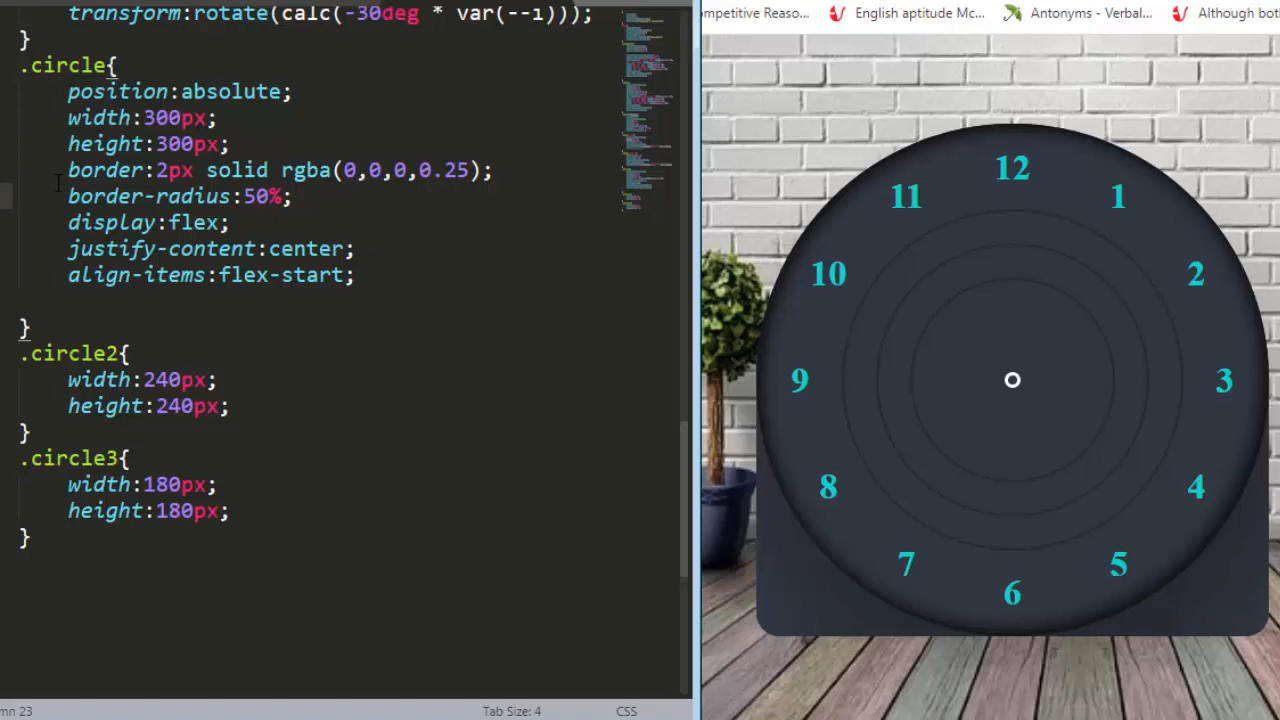 transform:rotate(calc(-30deg * var(--i)));
}
.circle{
position:absolute;
width:300px;
height:300px;
border:2px solid rgba(0,0,0,0.25);
border-radius:50%;
display:flex;
justify-content:center;
align-items:flex-start;
}
.circle2{
width:240px;
height:240px;
}
.circle3{
width:180px;
height:180px;
}
mn 23
Tab Size: 4
CSS
ompetitive Reaso...
English aptitude Mc...
Antonyms - Verbal...
Although bot
12
11
1
10
2
9
3
8
4
7
5
6